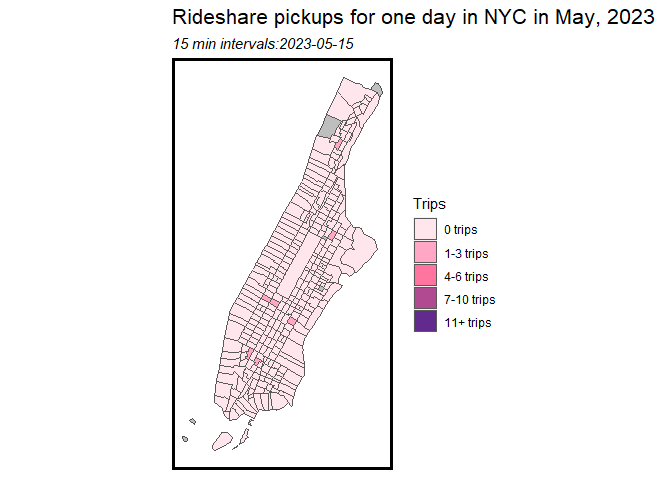 Rideshare pickups for one day in NYC in May, 2023
15 min intervals:2023-05-15
Trips
0 trips
1-3 trips
4-6 trips
7-10 trips
11+ trips